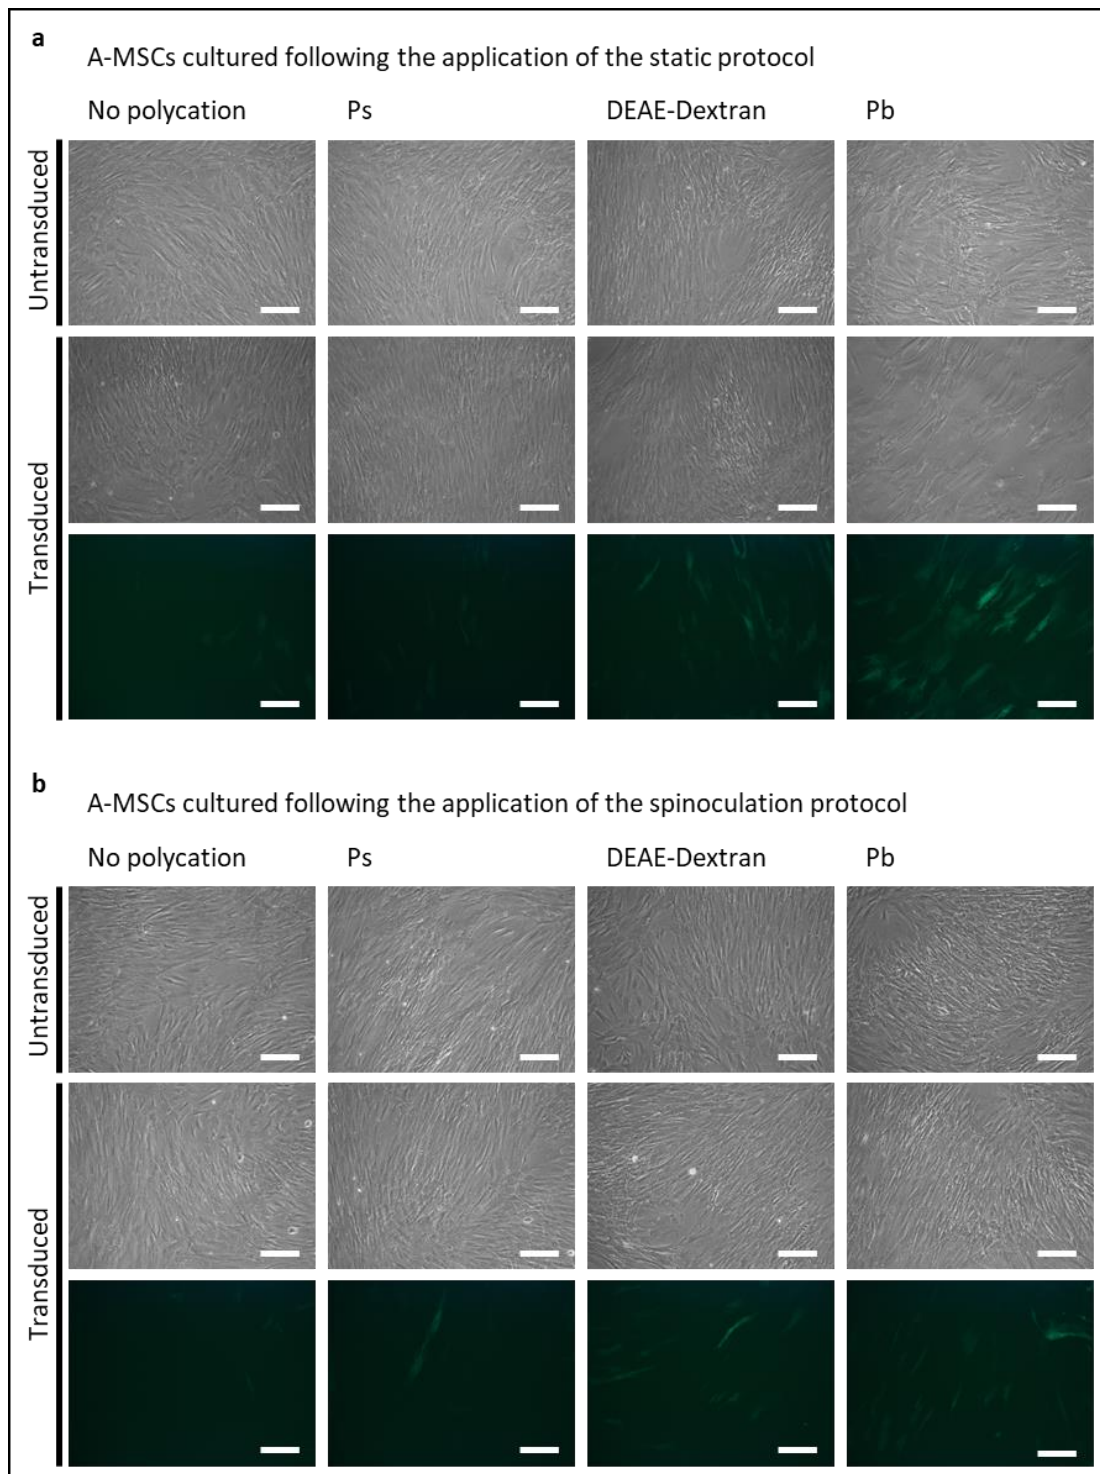 a
A-MSCs cultured following the application of the static protocol
No polycation Ps DEAE-Dextran Pb
Untransduced
Transduced
b
A-MSCs cultured following the application of the spinoculation protocol
No polycation Ps DEAE-Dextran Pb
Untransduced
Transduced